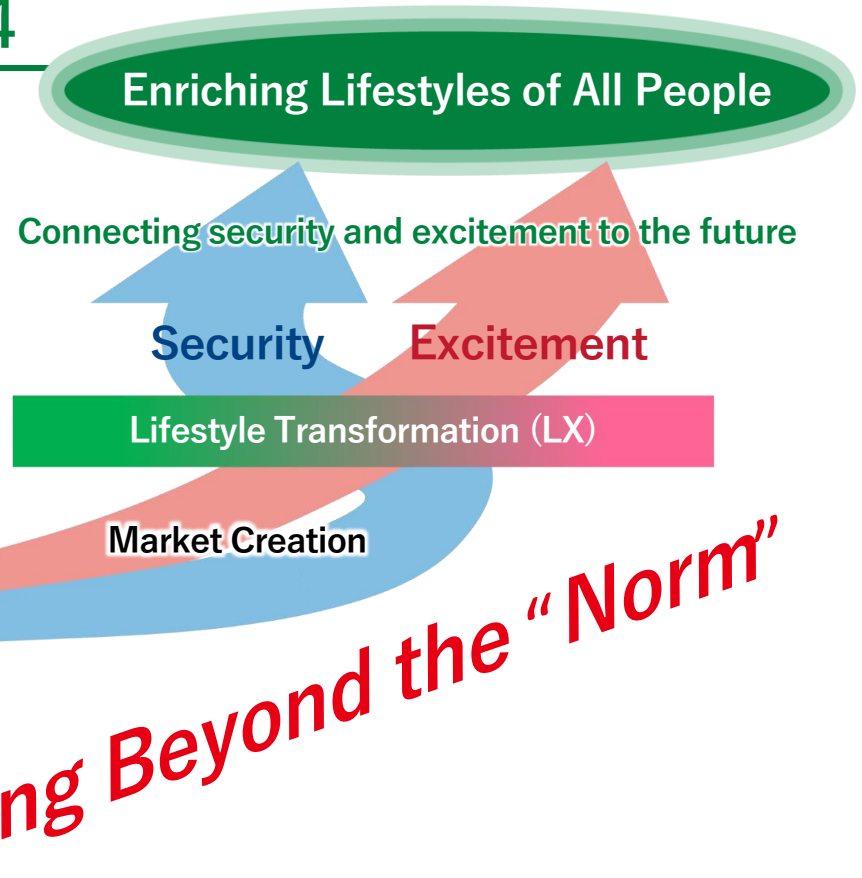 4
Enriching Lifestyles of All People
Connecting security and excitement to the future
Security Excitement
Lifestyle Transformation (LX)
Market Creation
ng Beyond the “Norm”